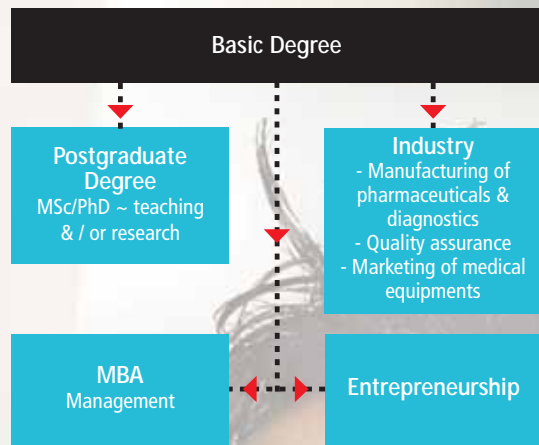 Basic Degree
Postgraduate
Degree
MSc/PhD ~ teaching
& / or research
Industry
- Manufacturing of
pharmaceuticals &
diagnostics
- Quality assurance
- Marketing of medical
equipments
MBA
Management
Entrepreneurship